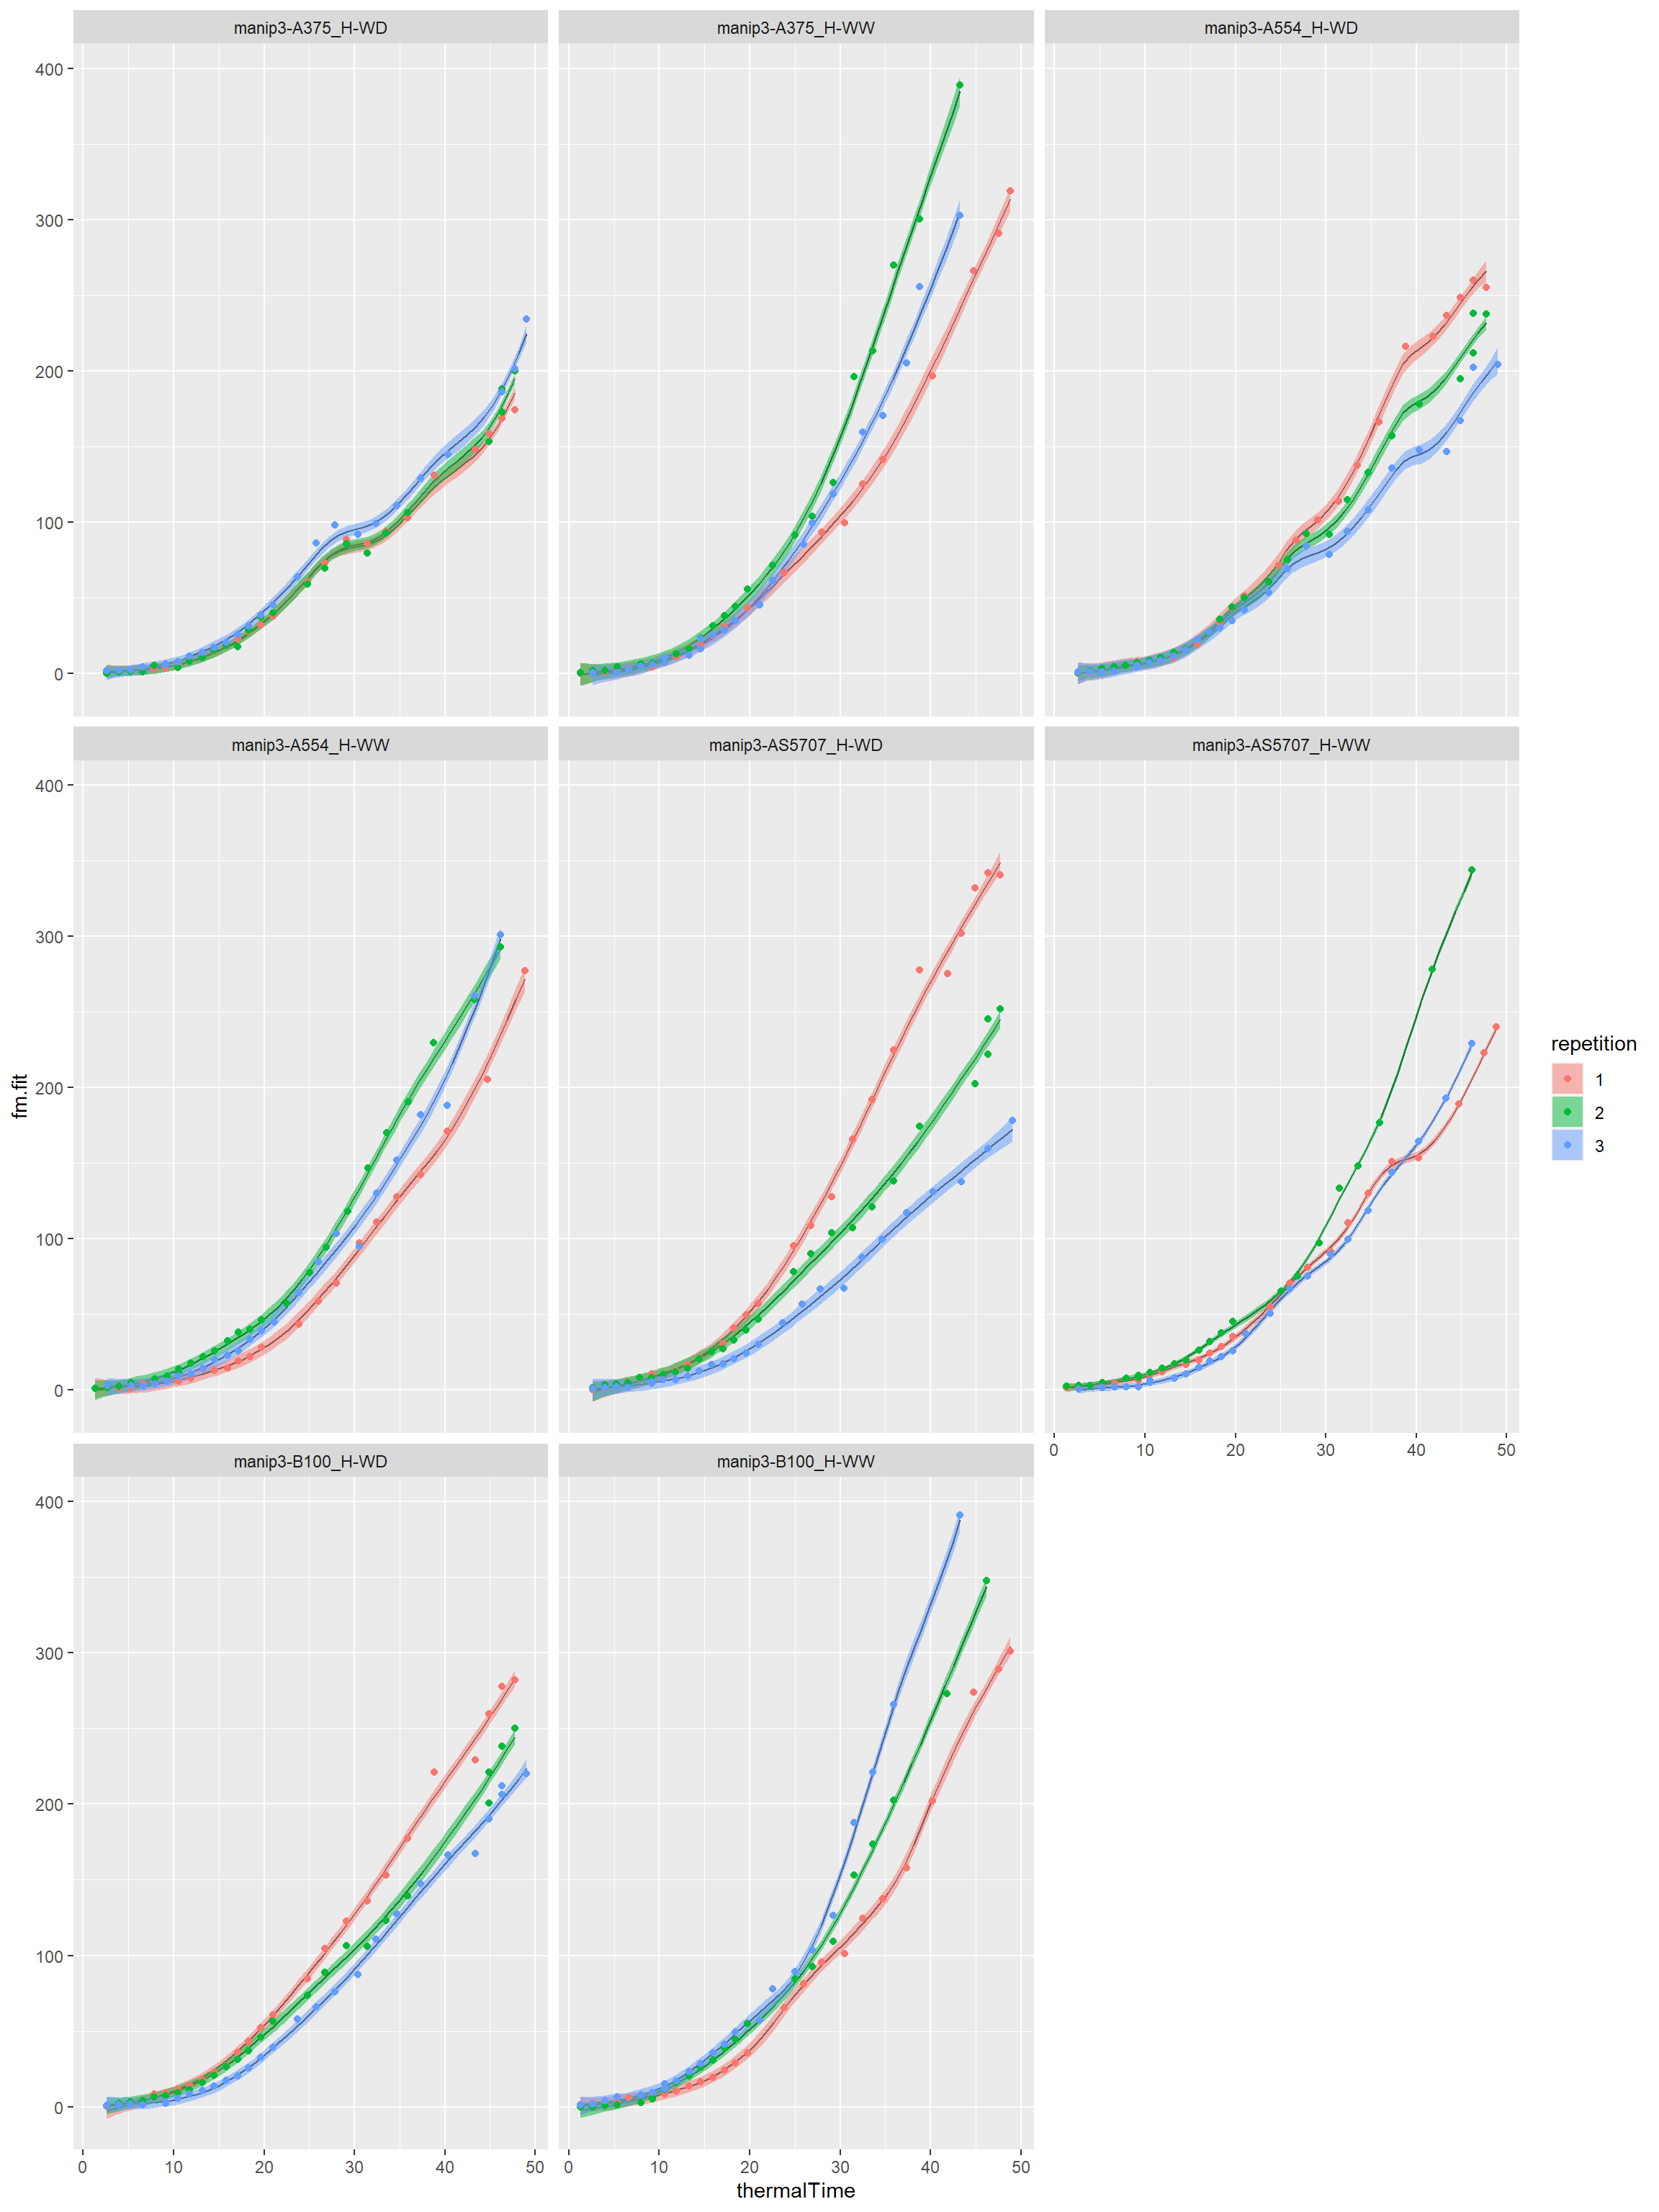 manip3-A375_H-WD
manip3-A375_H-WW
manip3-A554_H-WD
400
300
200
100
0
manip3-A554_H-WW
manip3-AS5707_H-WD
manip3-AS5707_H-WW
400
300
200
100
0
fm.fit
0 10 20 30 40 50
repetition
1
2
3
manip3-B100_H-WD
manip3-B100_H-WW
400
300
200
100
0
0 10 20 30 40 50
0 10 20 30 40 50
thermalTime